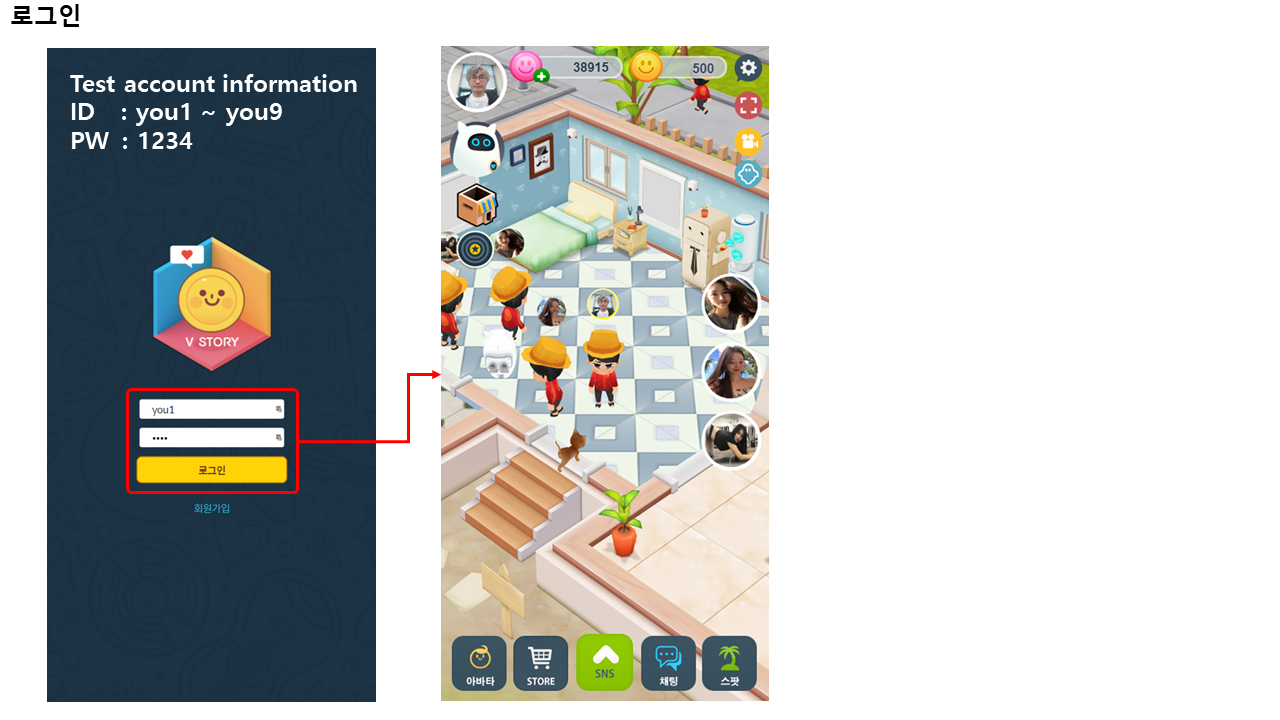 로그인
Test account information
ID : you1 ~ you9
PW : 1234
V STORY
you1
••••
로그인
회원가입
38915
500
아바타
STORE
SNS
채팅
스팟